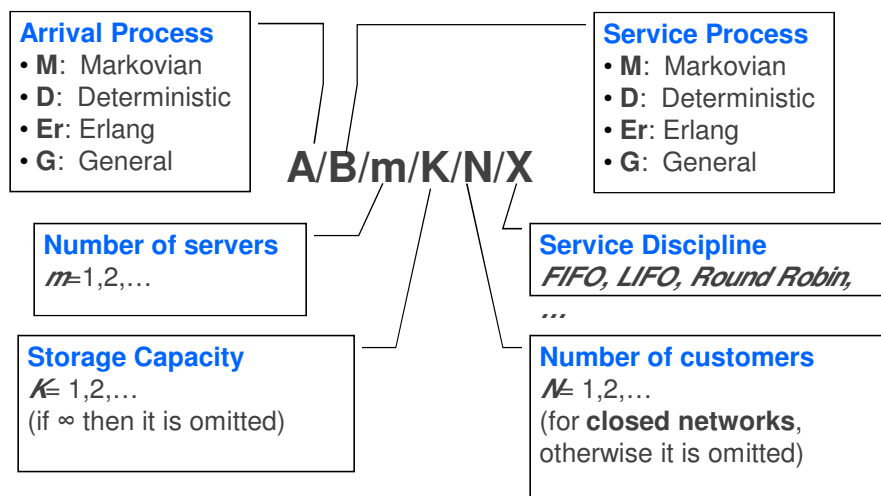 Arrival Process
• M: Markovian
• D: Deterministic
• Er: Erlang
• G: General
Service Process
• M: Markovian
• D: Deterministic
• Er: Erlang
• G: General
A/B/m/K/N/X
Number of servers
m=1,2,…
Service Discipline
FIFO, LIFO, Round Robin,
…
Storage Capacity
K= 1,2,…
(if ∞ then it is omitted)
Number of customers
N= 1,2,…
(for closed networks,
otherwise it is omitted)